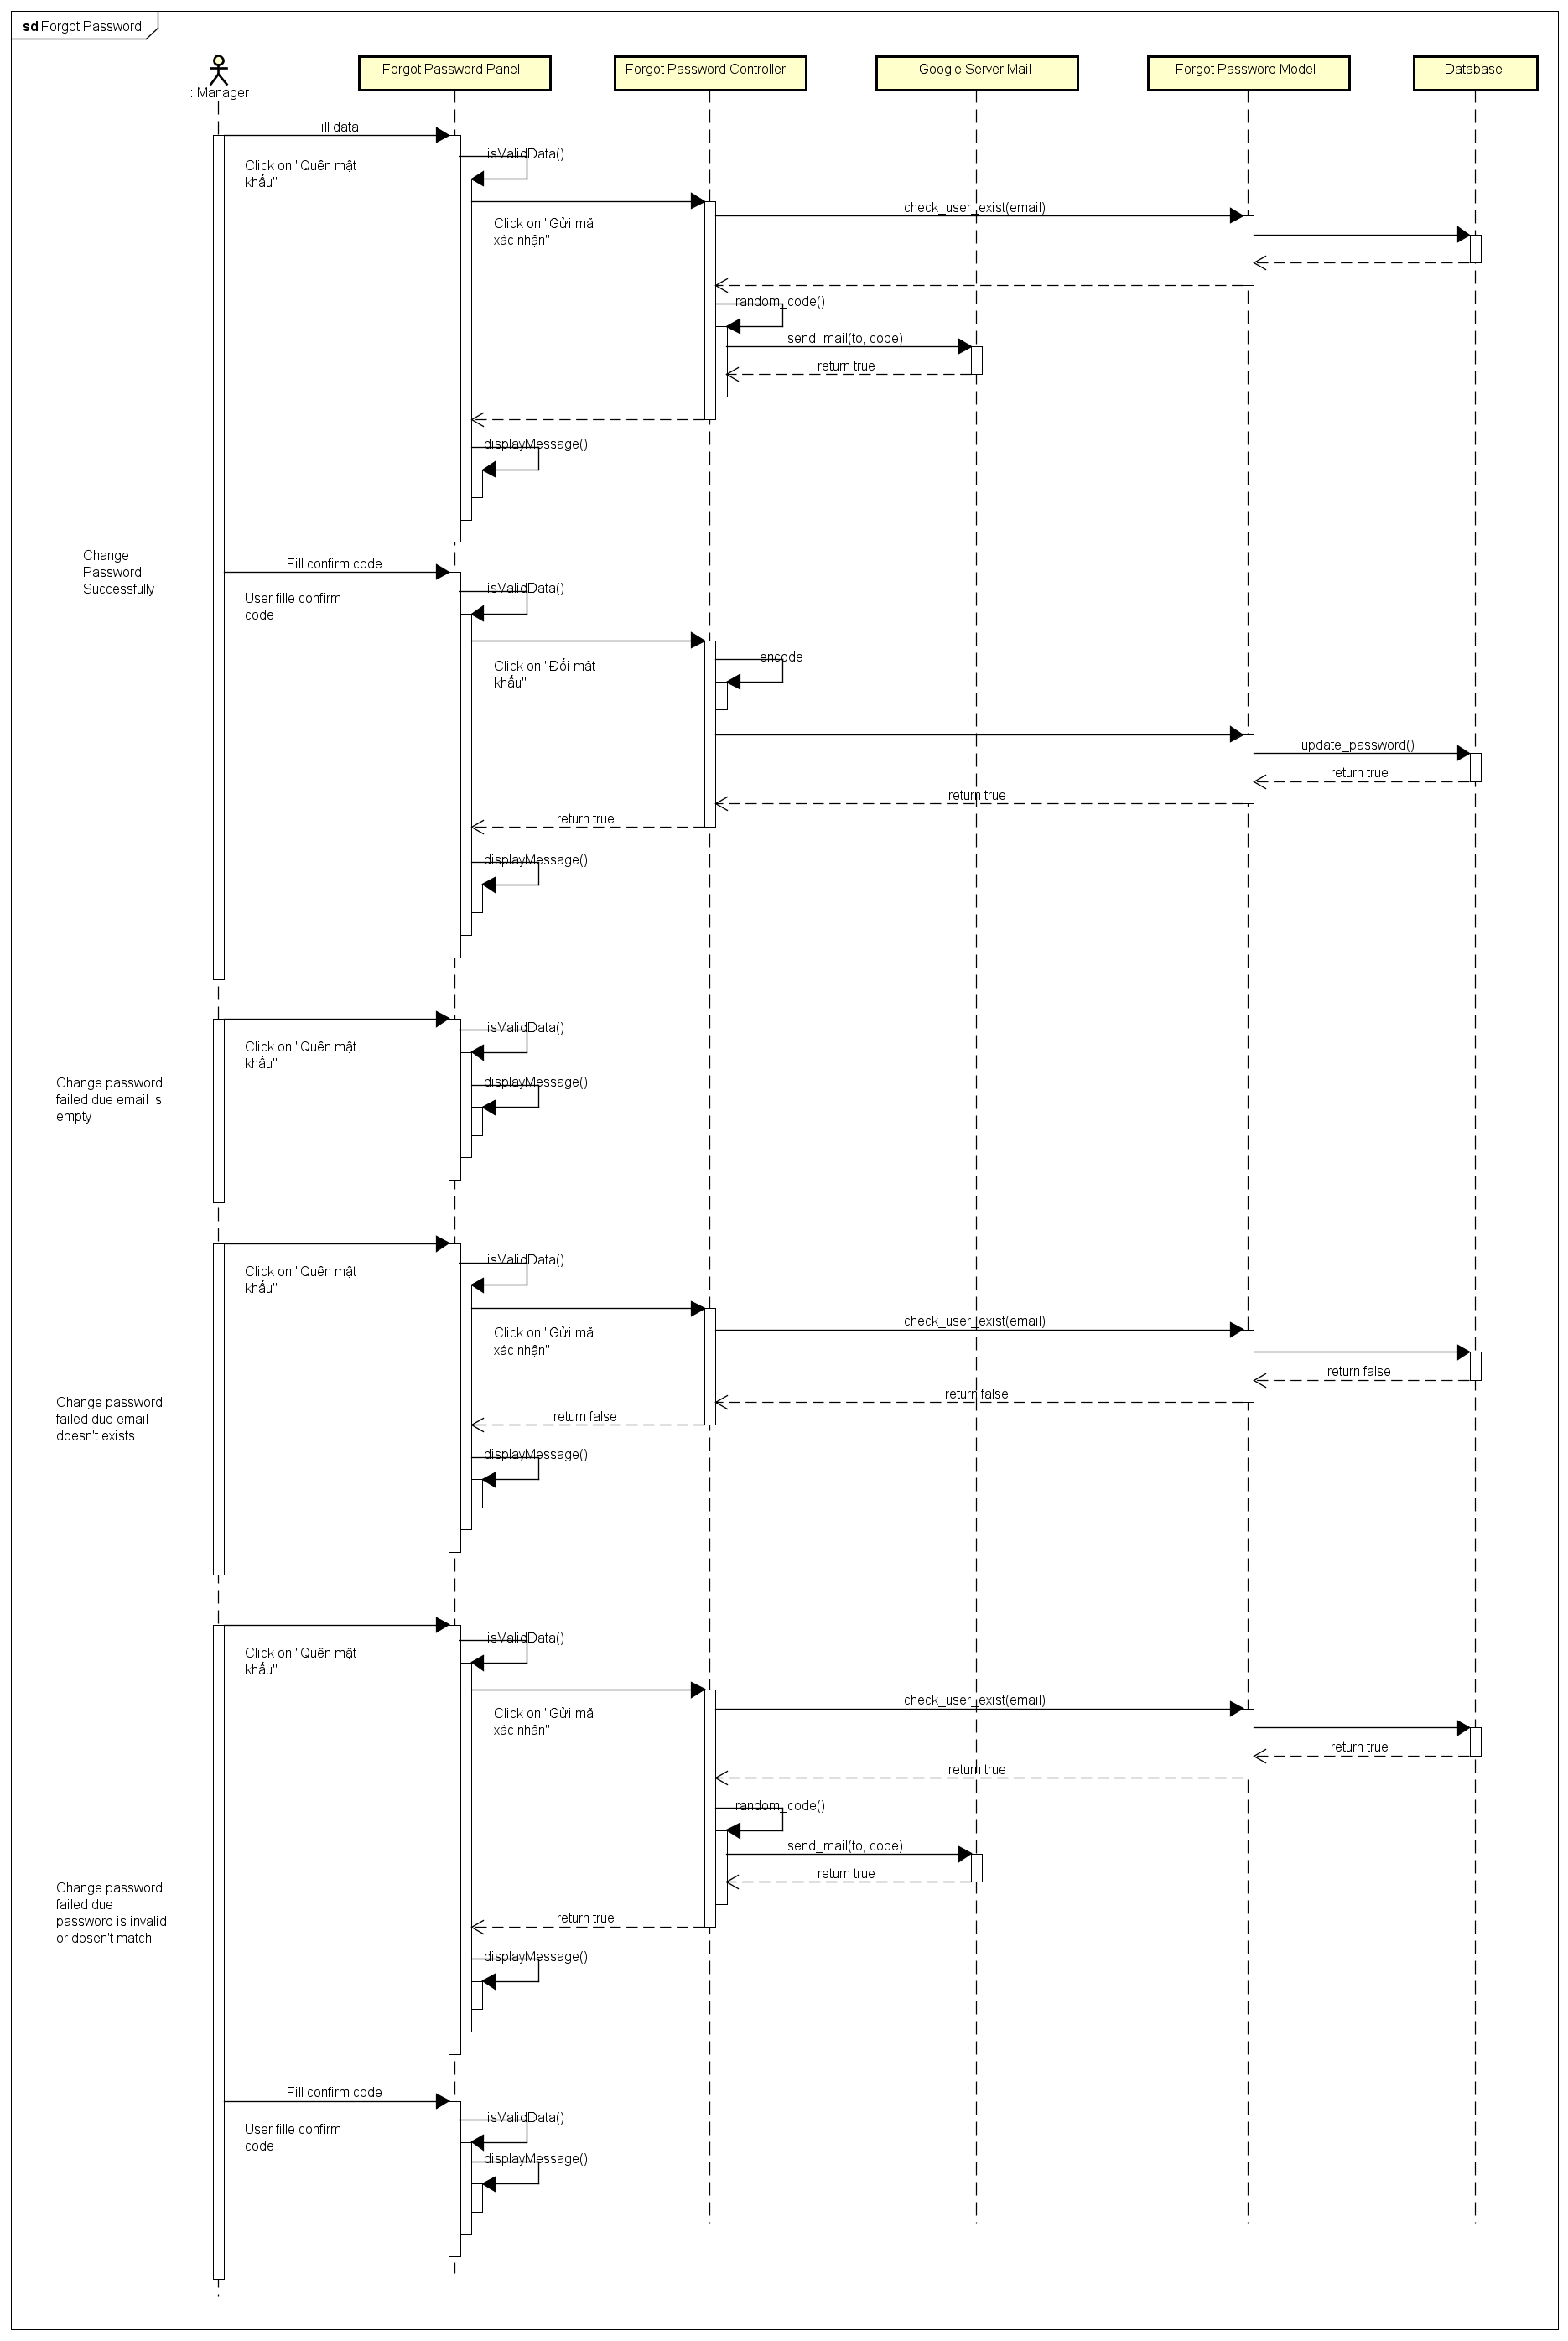 sd Forgot Password
: Manager
Forgot Password Panel
Forgot Password Controller
Google Server Mail
Forgot Password Model
Database
Fill data
isValidData()
Click on "Quên mật
khẩu"
Click on "Gửi mã
xác nhận"
check_user_exist(email)
random_code()
send_mail(to, code)
return true
displayMessage()
Change
Password
Successfully
Fill confirm code
isValidData()
User fille confirm
code
encode
Click on "Đổi mật
khẩu"
update_password()
return true
return true
return true
displayMessage()
isValidData()
Click on "Quên mật
khẩu"
displayMessage()
Change password
failed due email is
empty
isValidData()
Click on "Quên mật
khẩu"
check_user_exist(email)
Click on "Gửi mã
xác nhận"
return false
return false
return false
Change password
failed due email
doesn't exists
displayMessage()
isValidData()
Click on "Quên mật
khẩu"
check_user_exist(email)
Click on "Gửi mã
xác nhận"
return true
return true
random_code()
send_mail(to, code)
return true
Change password
failed due
password is invalid
or dosen't match
return true
displayMessage()
Fill confirm code
isValidData()
User fille confirm
code
displayMessage()